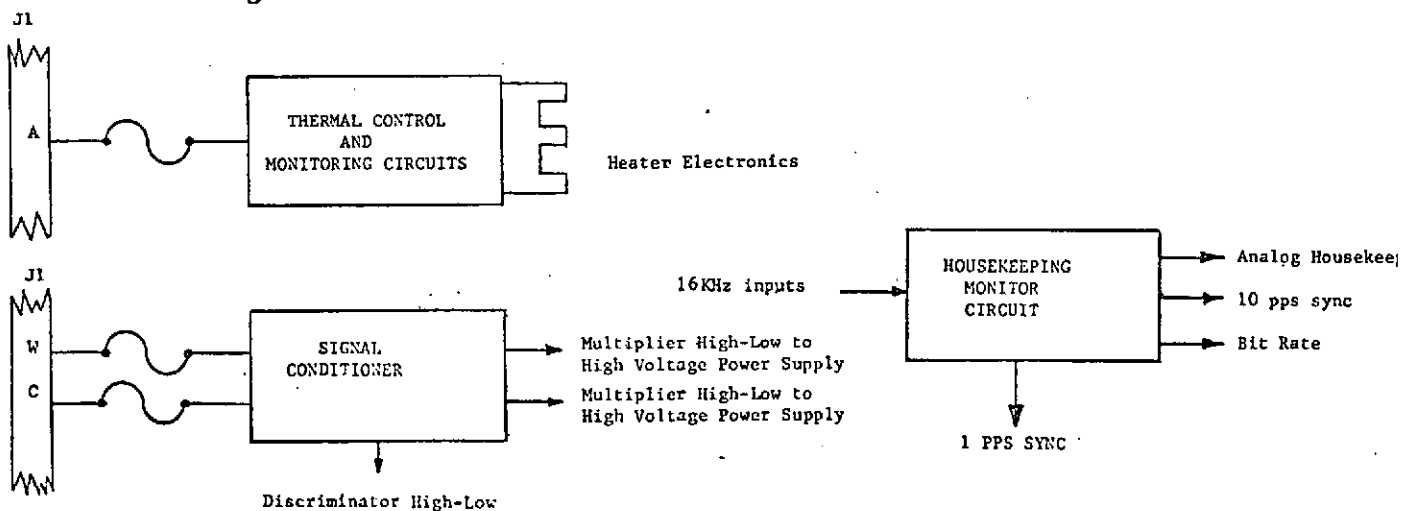 J1
A
THERMAL CONTROL
AND
MONITORING CIRCUITS
Heater Electronics
J1
W
C
SIGNAL
CONDITIONER
Multiplier High-Low to
High Voltage Power Supply
Multiplier High-Low to
High Voltage Power Supply
Discriminator High-Low
16KHz inputs
HOUSEKEEPING
MONITOR
CIRCUIT
Analog Housekee
10 pps sync
Bit Rate
1 PPS SYNC